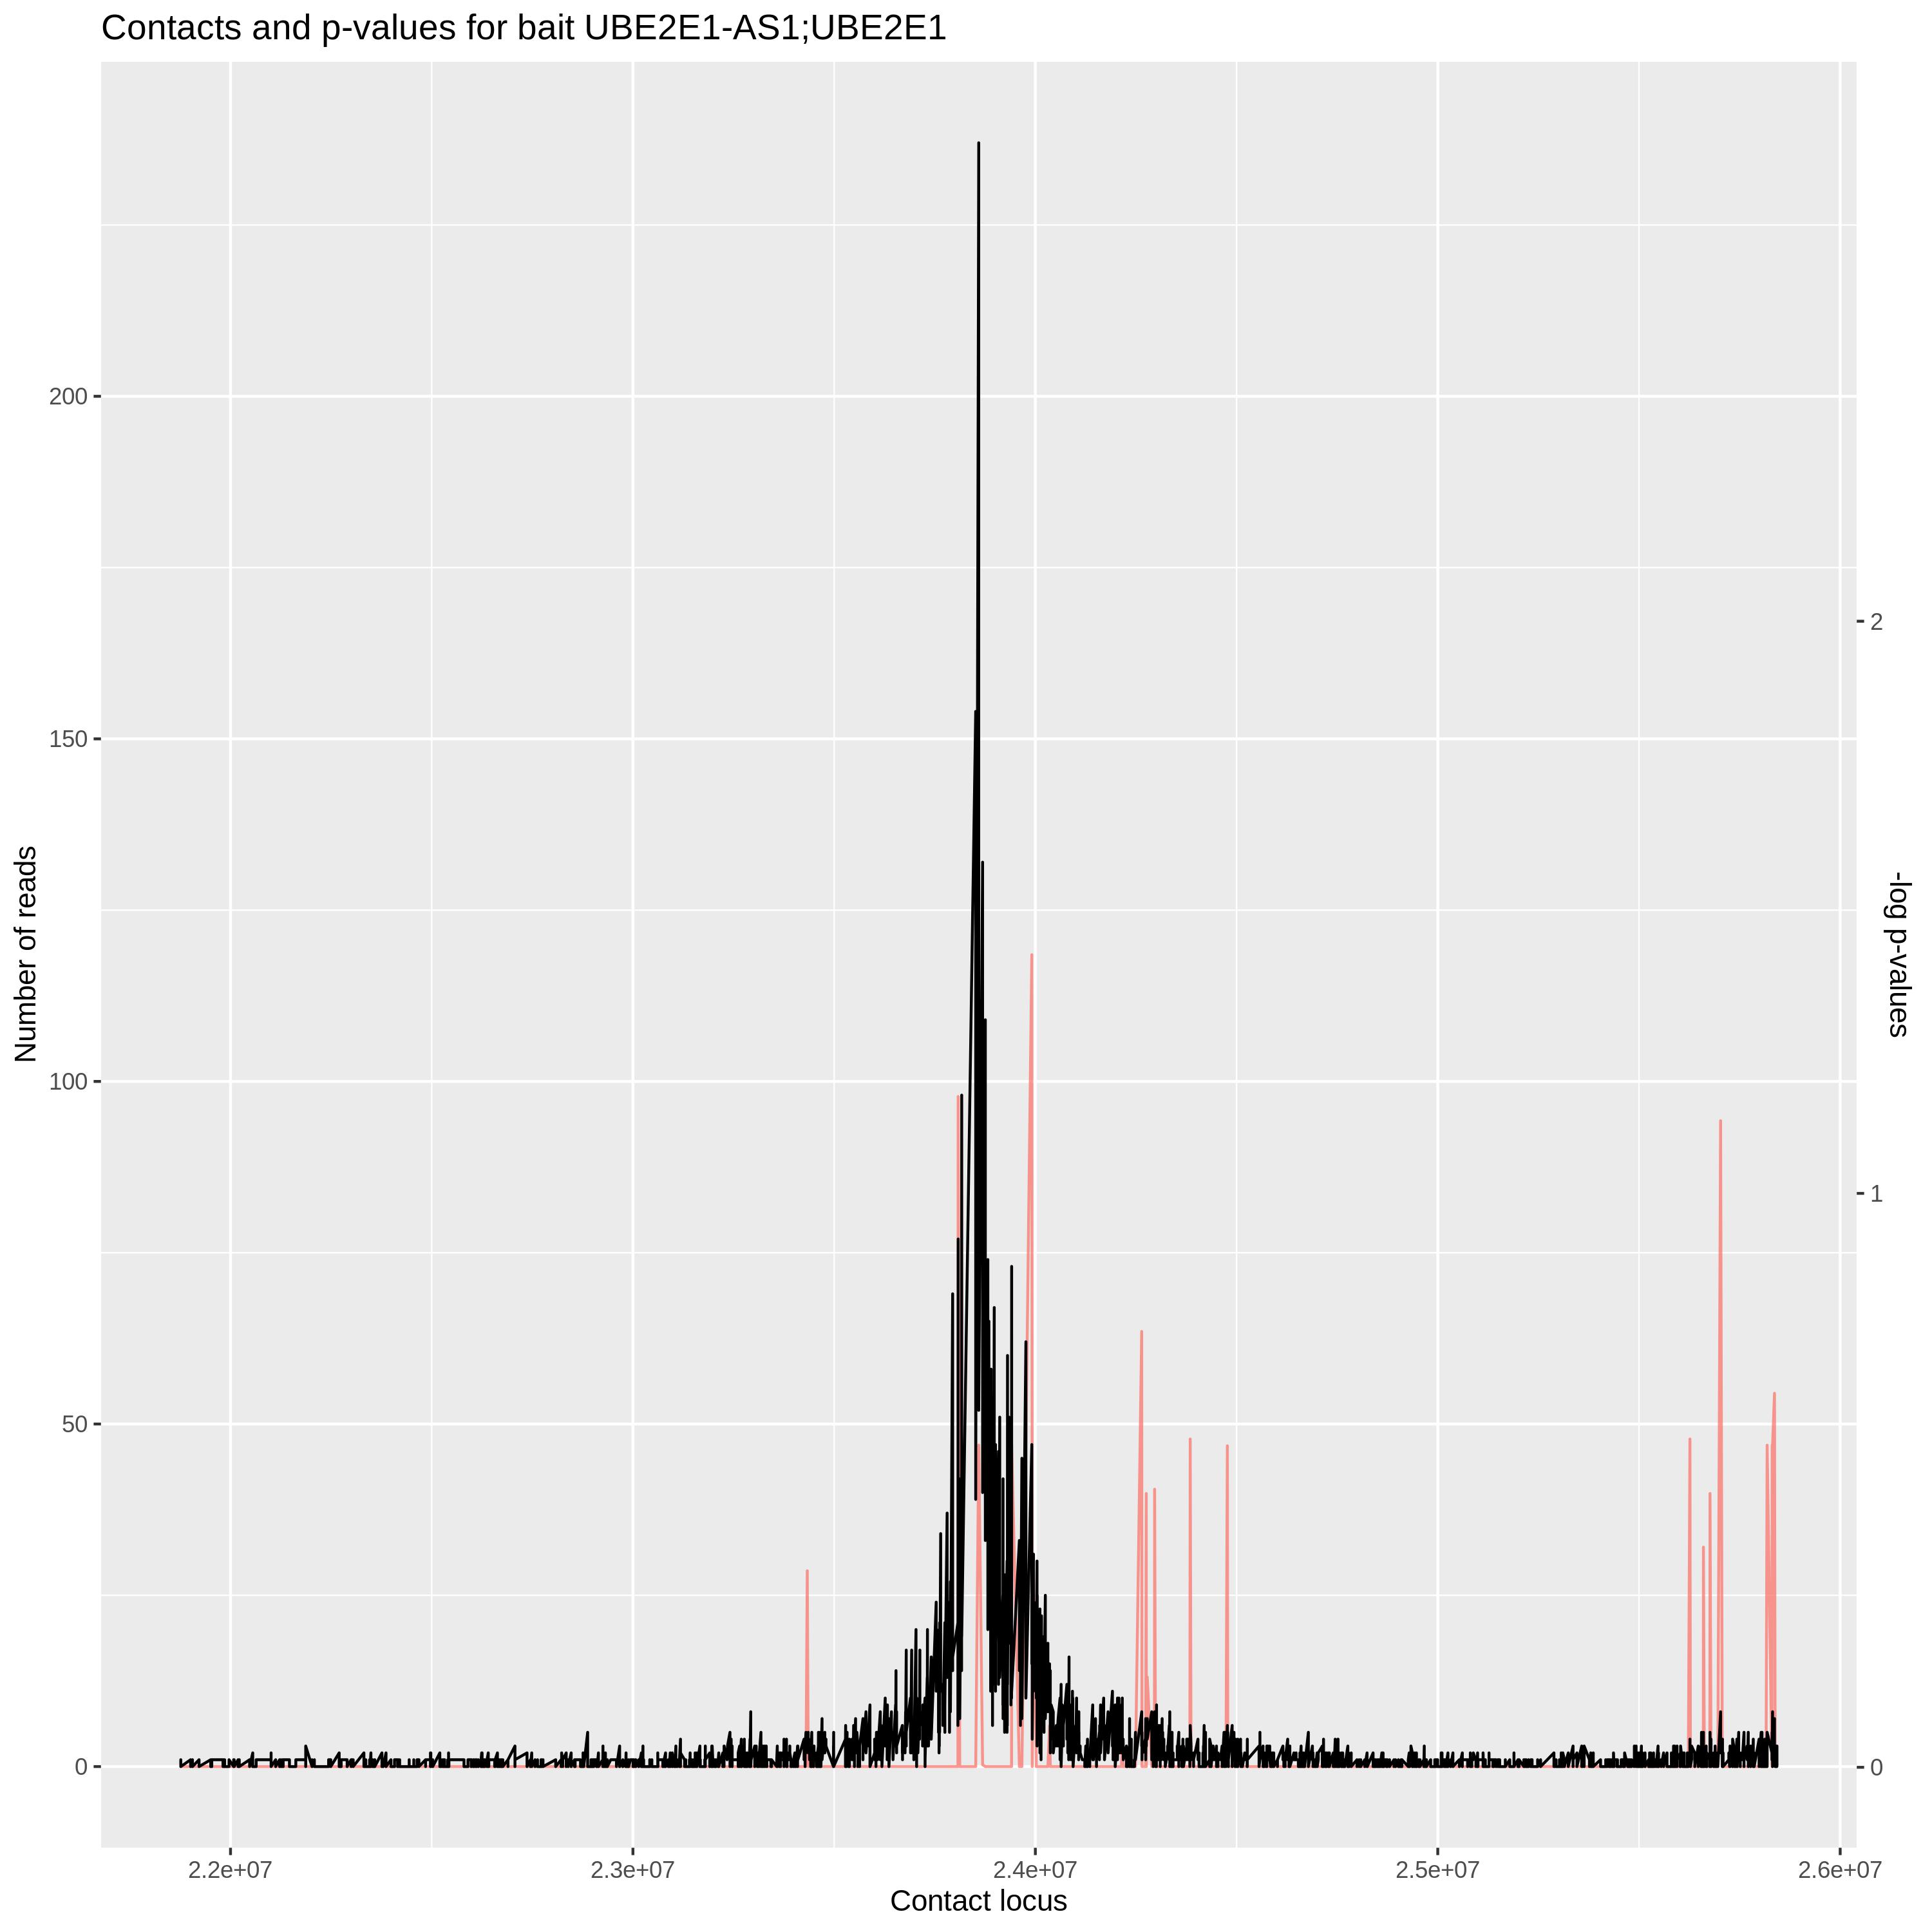 Contacts and p-values for bait UBE2E1-AS1;UBE2E1
Number of reads
200
150
100
50
0
2
1
0
-log p-values
2.2e+07
2.3e+07
2.4e+07
2.5e+07
2.6e+07
Contact locus